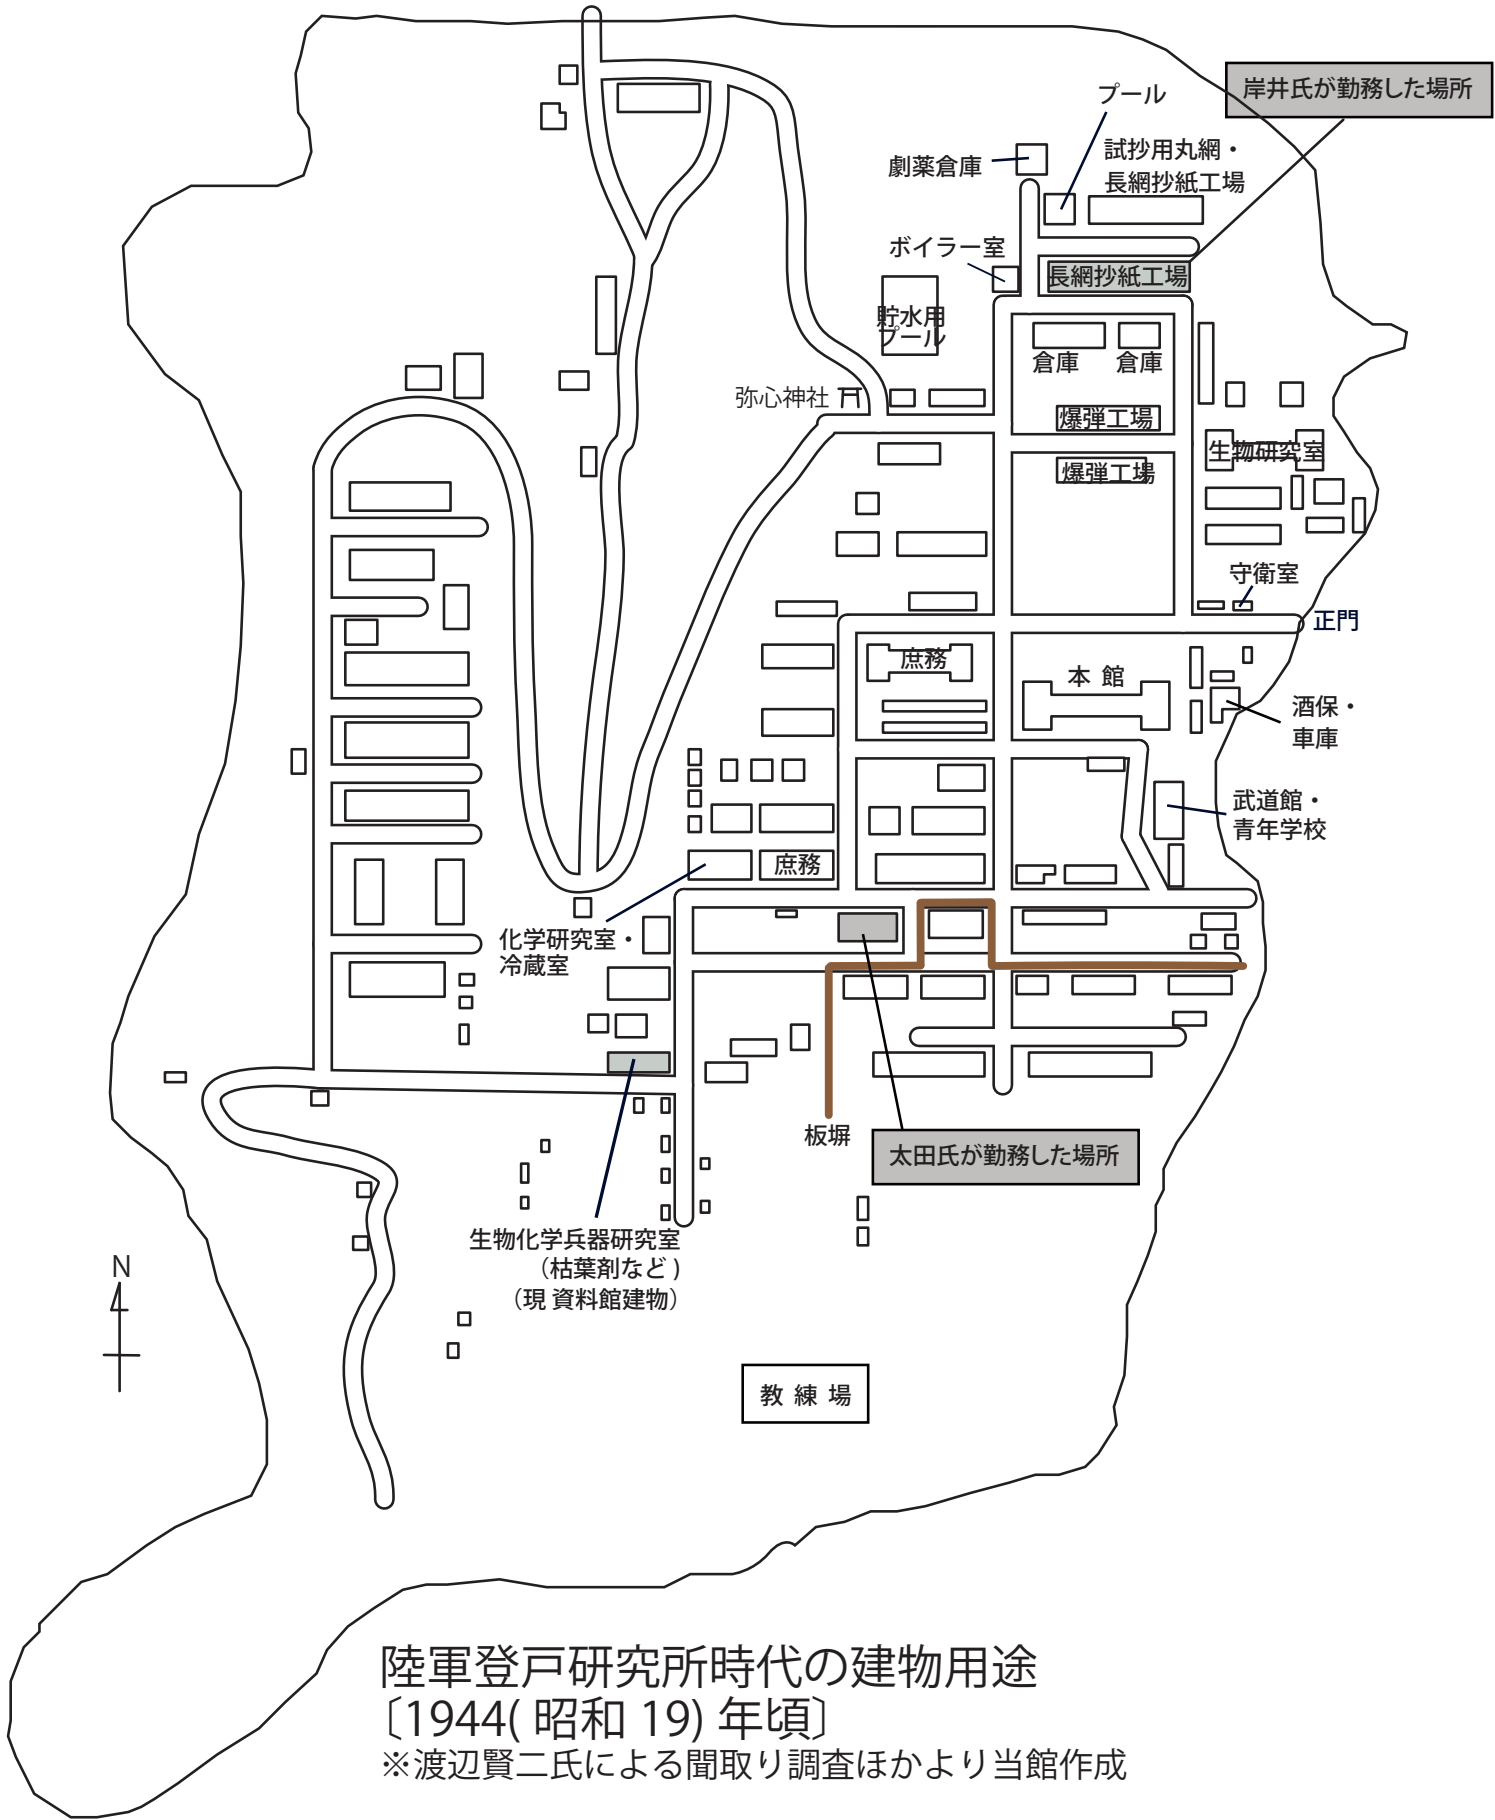 岸井氏が勤務した場所
プール
劇薬倉庫
試抄用丸網・
長網抄紙工場
ボイラー室
長網抄紙工場
貯水用
プール
倉庫
倉庫
弥心神社
爆弾工場
生物研究室
爆弾工場
守衛室
正門
庶務
本 館
酒保・
車庫
武道館・
青年学校
庶務
化学研究室・
冷蔵室
板塀
太田氏が勤務した場所
生物化学兵器研究室
（枯葉剤など )
（現 資料館建物）
N
教 練 場
陸軍登戸研究所時代の建物用途
〔1944( 昭和 19) 年頃〕
※渡辺賢二氏による聞取り調査ほかより当館作成